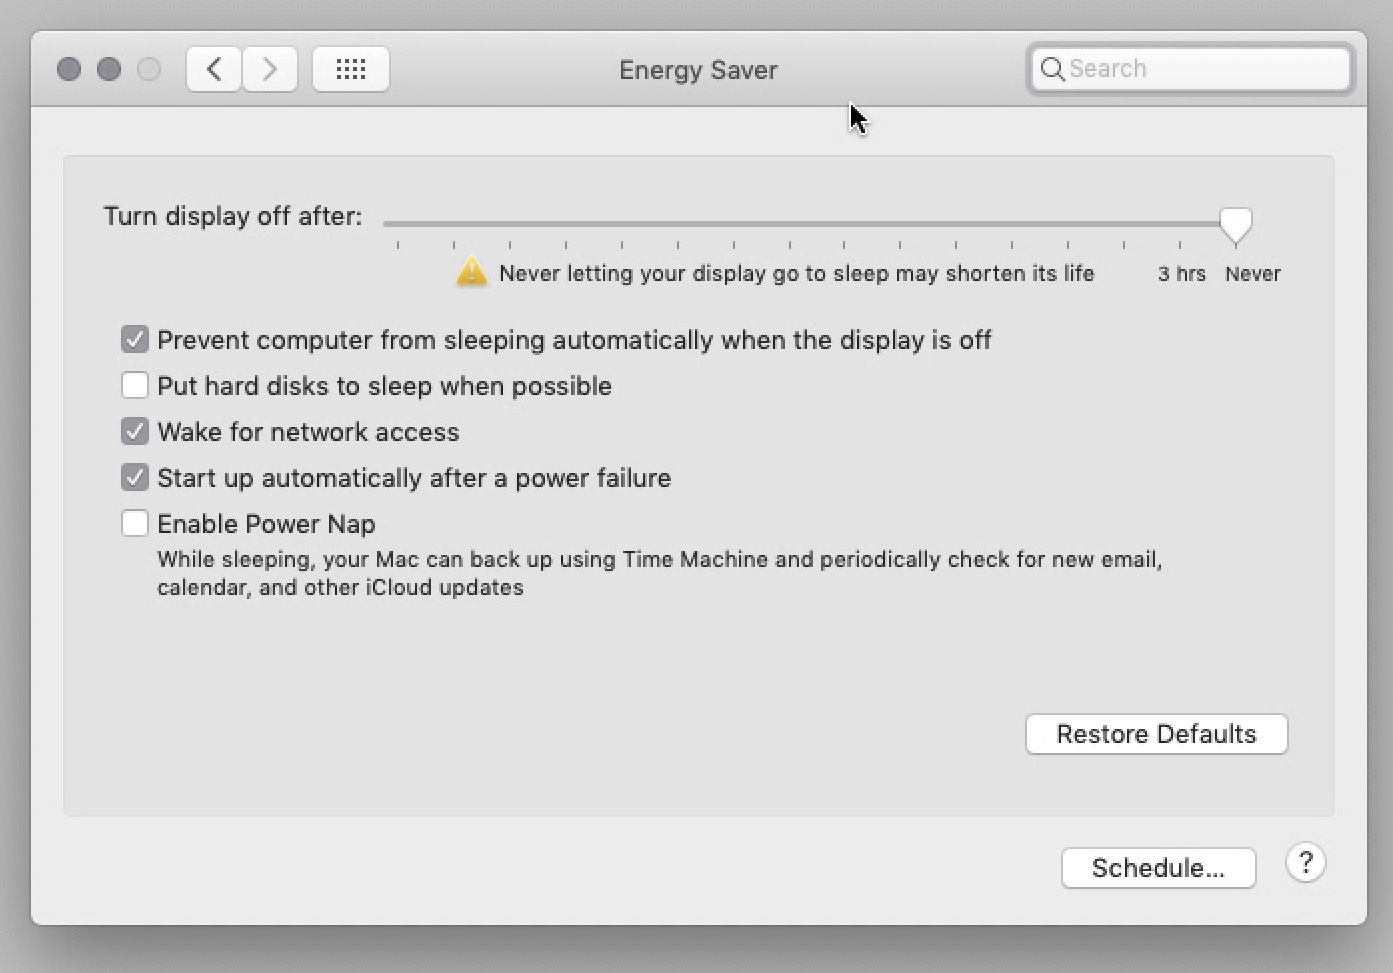 Energy Saver
Search
Turn display off after:
Never letting your display go to sleep may shorten its life
3 hrs Never
Prevent computer from sleeping automatically when the display is off
Put hard disks to sleep when possible
Wake for network access
Start up automatically after a power failure
Enable Power Nap
While sleeping, your Mac can back up using Time Machine and periodically check for new email,
calendar, and other iCloud updates
Restore Defaults
Schedule...
?